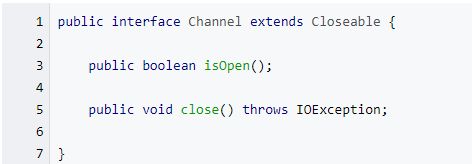 1 public interface Channel extends Closeable {
2
3     public boolean isOpen();
4
5     public void close() throws IOException;
6
7 }